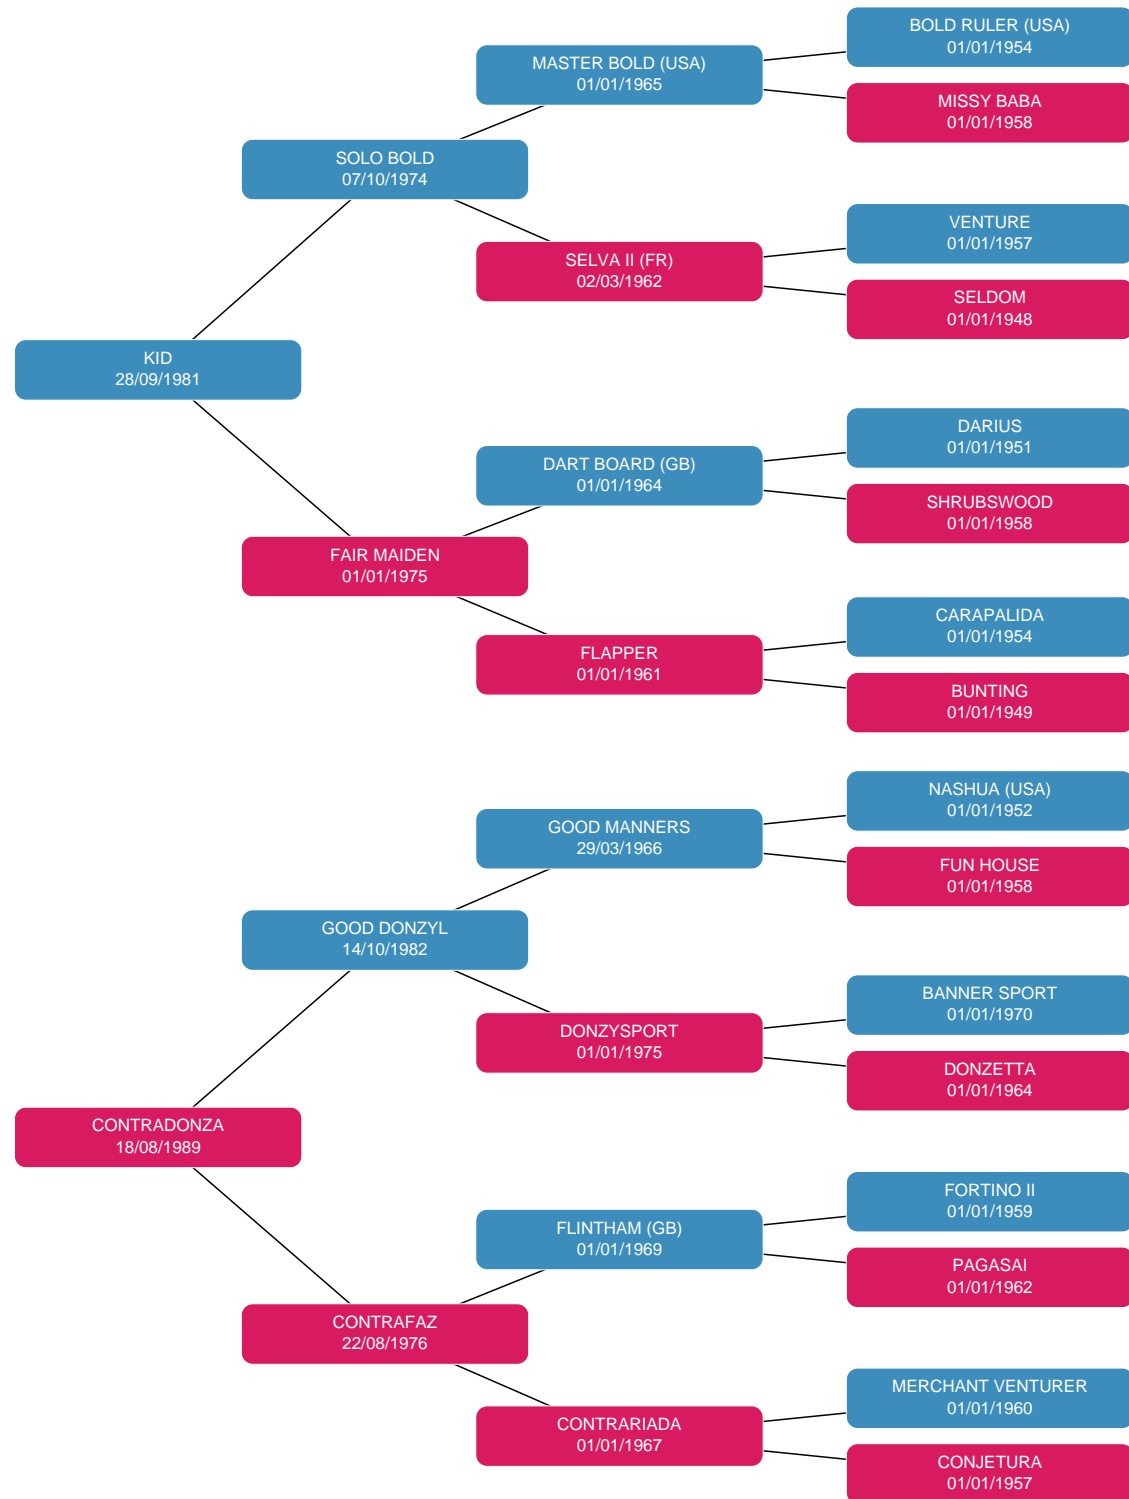 BOLD RULER (USA)
01/01/1954
MASTER BOLD (USA)
01/01/1965
MISSY BABA
01/01/1958
SOLO BOLD
07/10/1974
VENTURE
01/01/1957
SELVA II (FR)
02/03/1962
SELDOM
01/01/1948
KID
28/09/1981
DARIUS
01/01/1951
DART BOARD (GB)
01/01/1964
SHRUBSWOOD
01/01/1958
FAIR MAIDEN
01/01/1975
CARAPALIDA
01/01/1954
FLAPPER
01/01/1961
BUNTING
01/01/1949
NASHUA (USA)
01/01/1952
GOOD MANNERS
29/03/1966
FUN HOUSE
01/01/1958
GOOD DONZYL
14/10/1982
BANNER SPORT
01/01/1970
DONZYSPORT
01/01/1975
DONZETTA
01/01/1964
CONTRADONZA
18/08/1989
FORTINO II
01/01/1959
FLINTHAM (GB)
01/01/1969
PAGASAI
01/01/1962
CONTRAFAZ
22/08/1976
MERCHANT VENTURER
01/01/1960
CONTRARIADA
01/01/1967
CONJETURA
01/01/1957